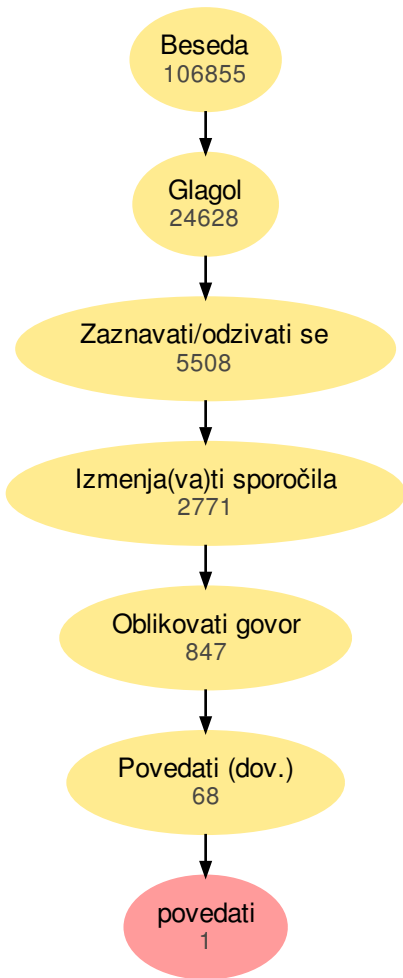 Beseda
106855
Glagol
24628
Zaznavati/odzivati se
5508
Izmenja(va)ti sporočila
2771
Oblikovati govor
847
Povedati (dov.)
68
povedati
1